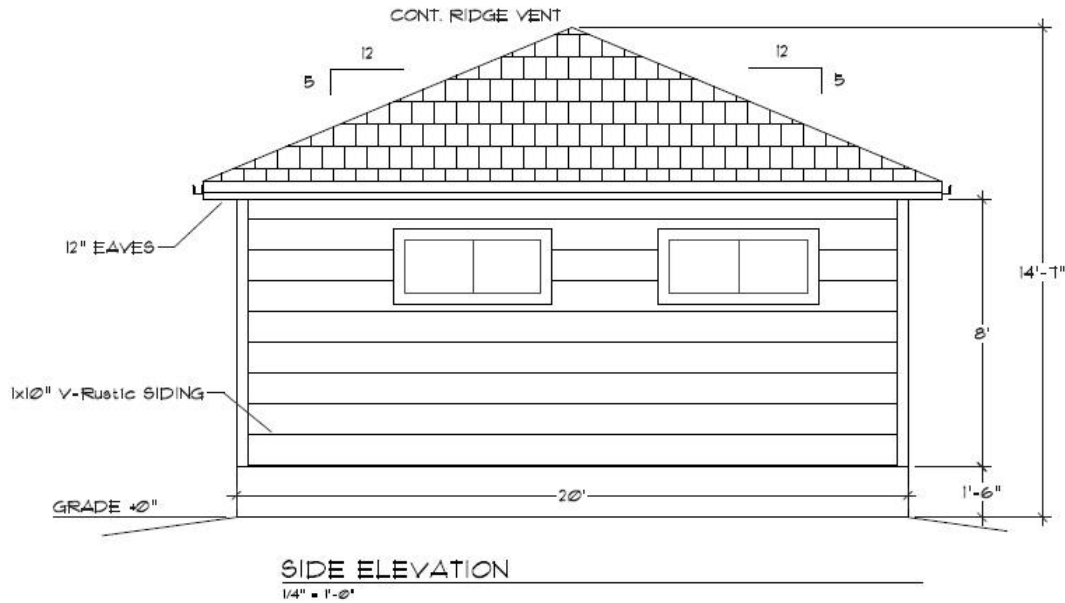 CONT. RIDGE VENT
12
5
12
5
12" EAVES
14'-7"
8'
1x10" V-Rustic SIDING
20'
1'-6"
GRADE +0"
SIDE ELEVATION
1/4" = 1'-0"